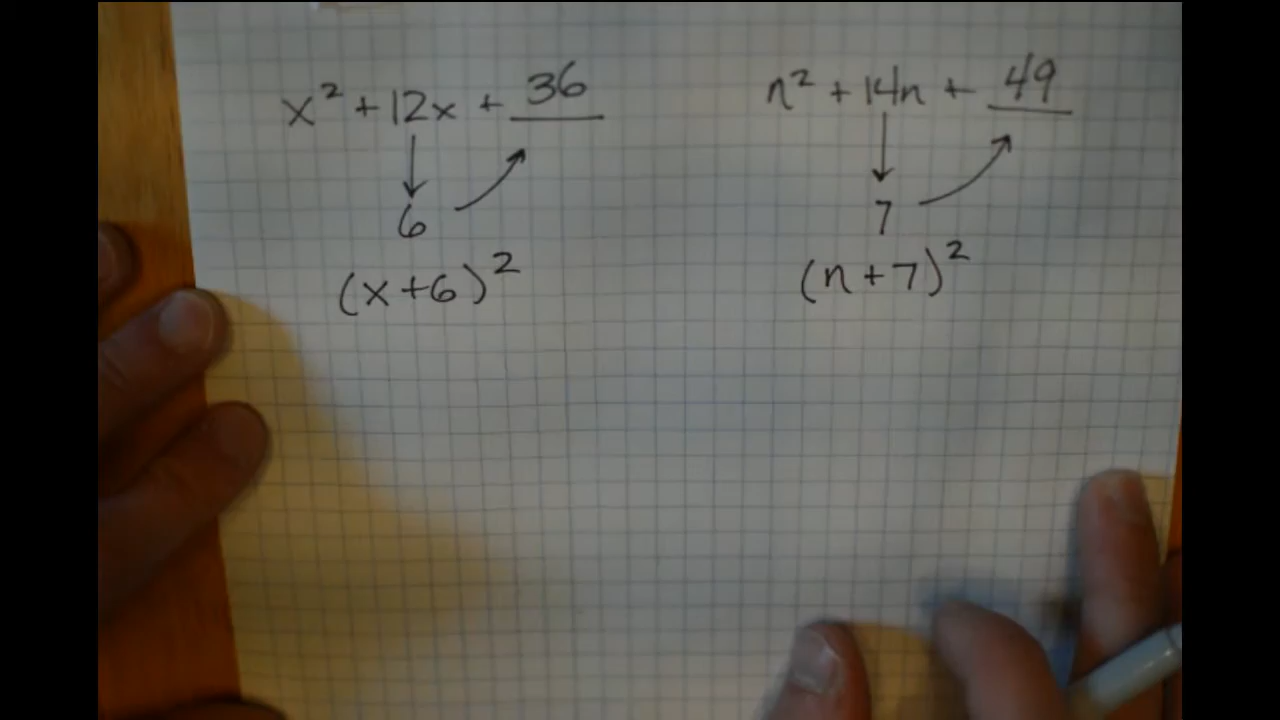 x² + 12x + 36
6
(x + 6)²
n² + 14n + 49
7
(n + 7)²